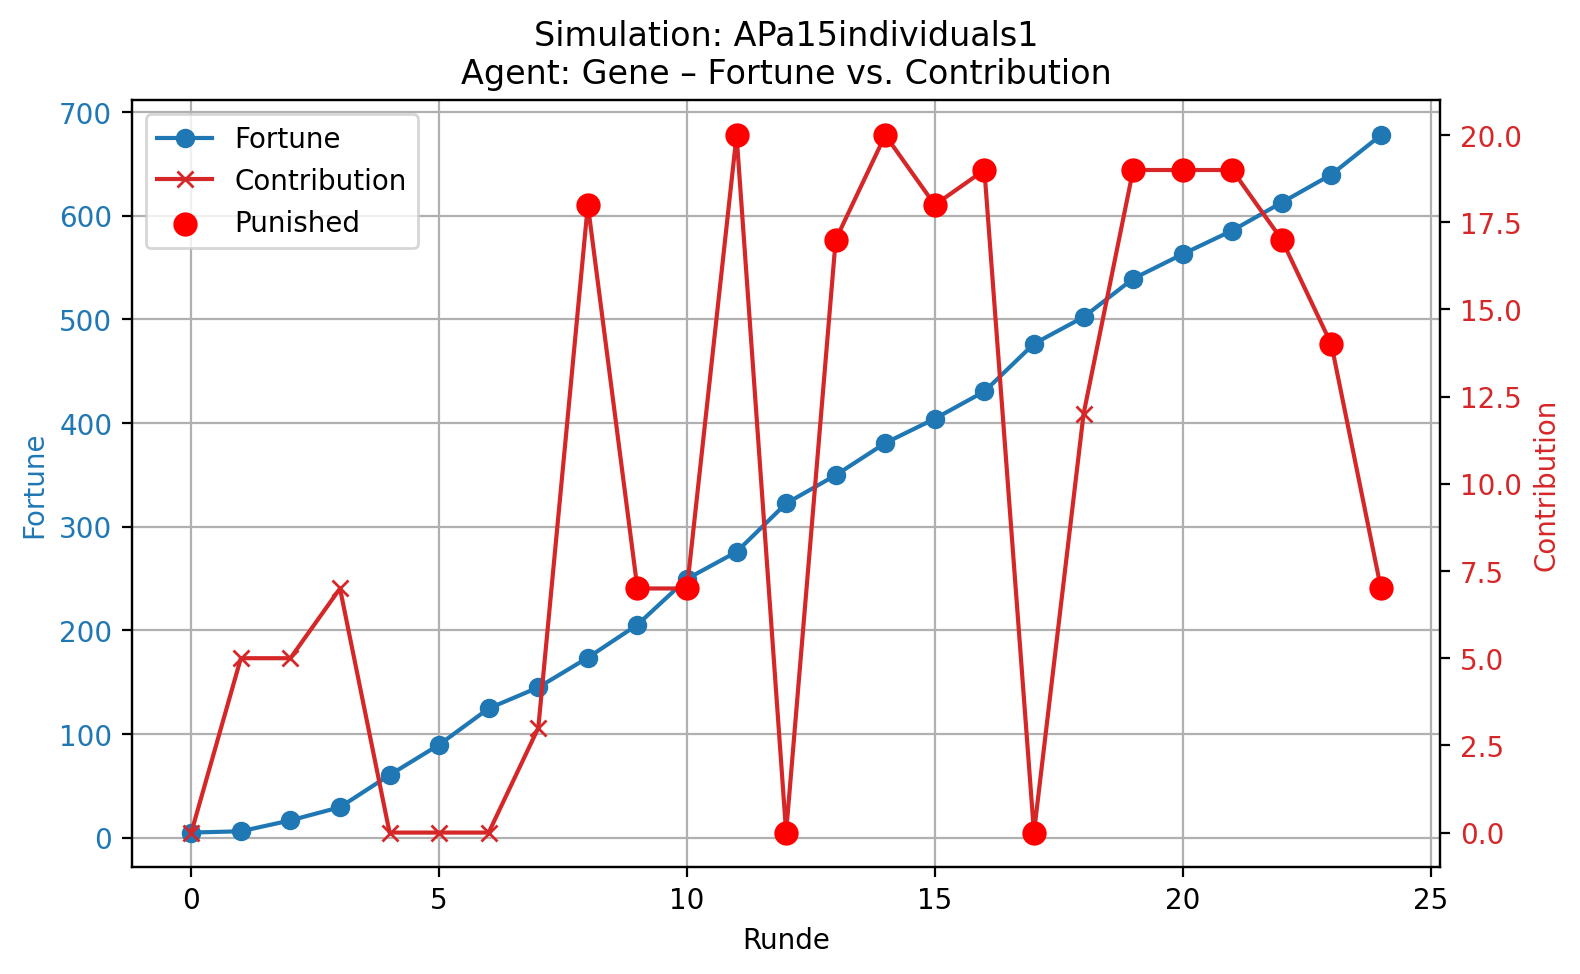 Simulation: APa15individuals1
Agent: Gene – Fortune vs. Contribution
Fortune
Contribution
Punished
700
600
500
400
300
200
100
0
Fortune
20.0
17.5
15.0
12.5
10.0
7.5
5.0
2.5
0.0
Contribution
0 5 10 15 20 25
Runde